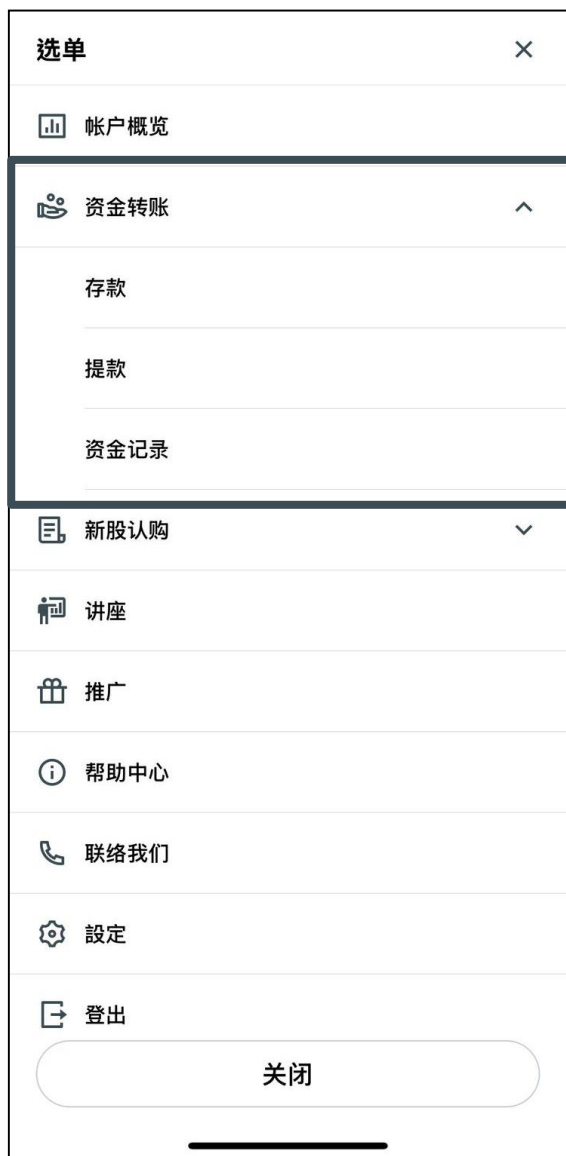 选单
帐户概览
资金转账
存款
提款
资金记录
新股认购
讲座
推广
帮助中心
联络我们
設定
登出
关闭